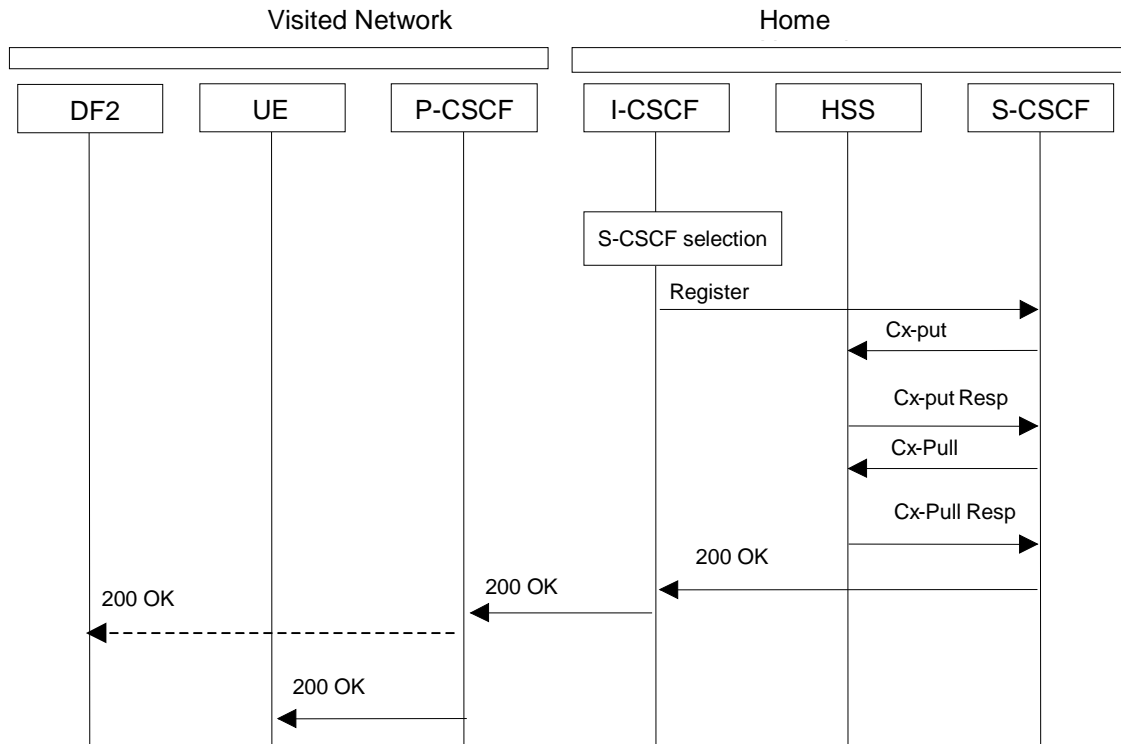 Visited Network
Home
DF2
UE
P-CSCF
I-CSCF
HSS
S-CSCF
S-CSCF selection
Register
Cx-put
Cx-put Resp
Cx-Pull
Cx-Pull Resp
200 OK
200 OK
200 OK
200 OK